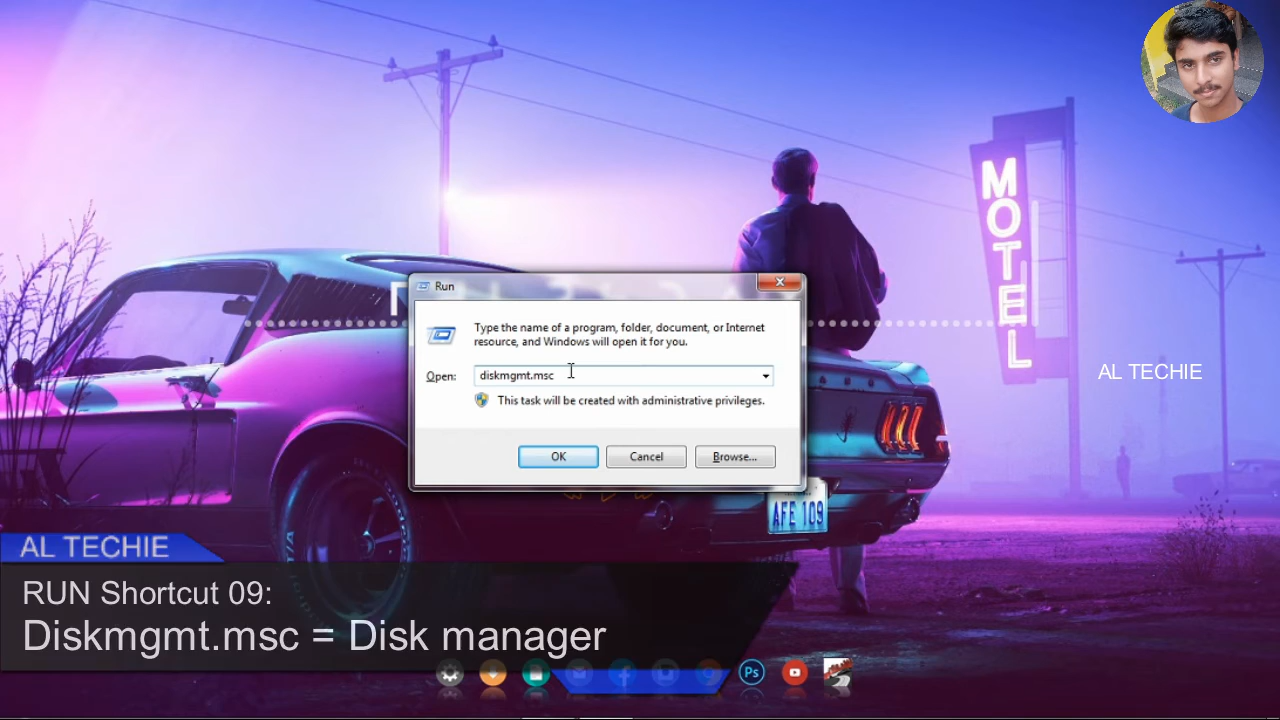 MOTEL
Run
Type the name of a program, folder, document, or Internet
resource, and Windows will open it for you.
Open:
diskmgmt.msc
This task will be created with administrative privileges.
OK
Cancel
Browse...
AL TECHIE
AFE 109
AL TECHIE
RUN Shortcut 09:
Diskmgmt.msc = Disk manager
Ps